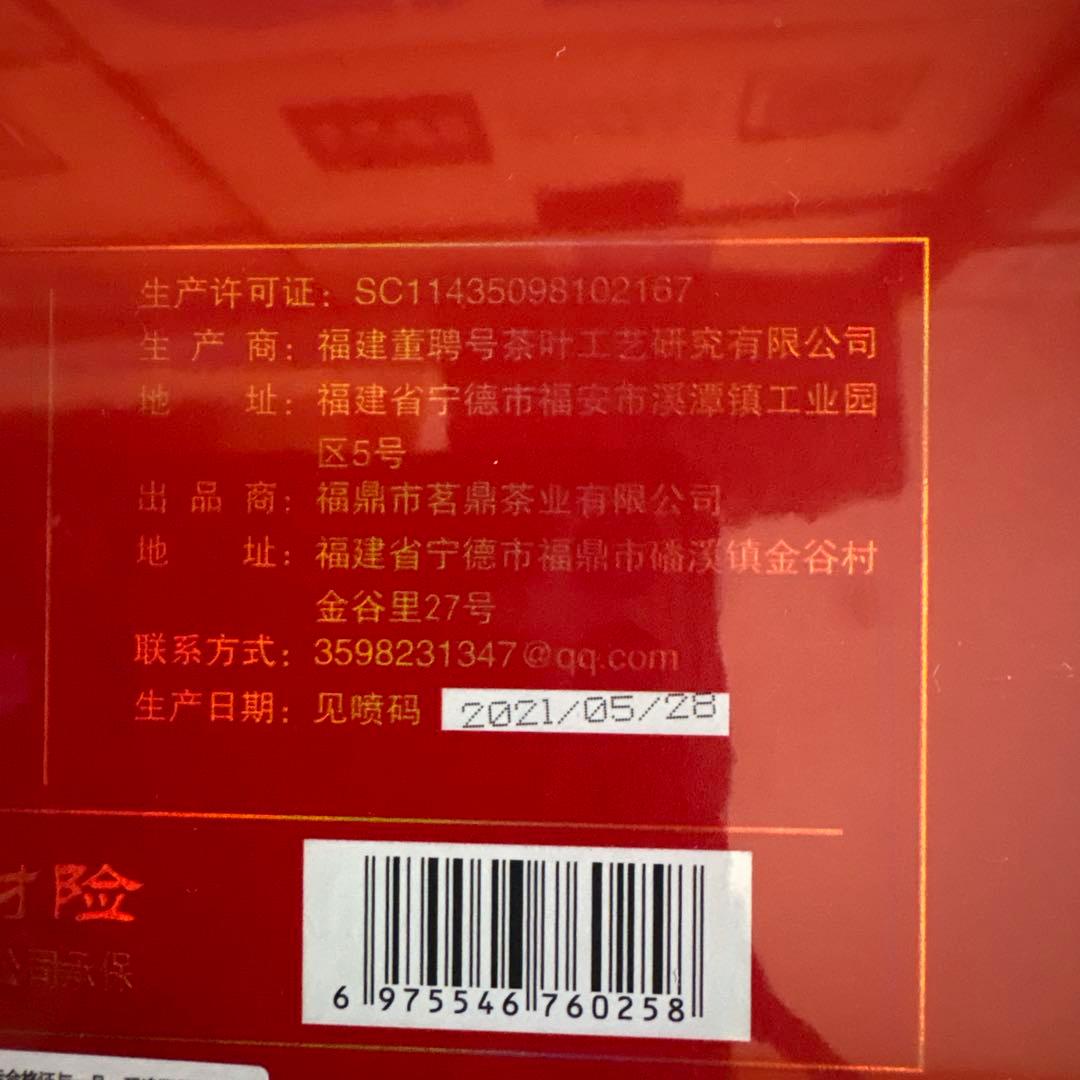 生产许可证：SC11435098102167
生产商：福建董聘号茶叶工艺研究有限公司
地址：福建省宁德市福安市溪潭镇工业园
区5号
出品商：福鼎市茗鼎茶业有限公司
地址：福建省宁德市福鼎市磻溪镇金谷村
金谷里27号
联系方式：3598231347@qq.com
生产日期：见喷码 2021/05/28
险
公司承保
6 975546 760258